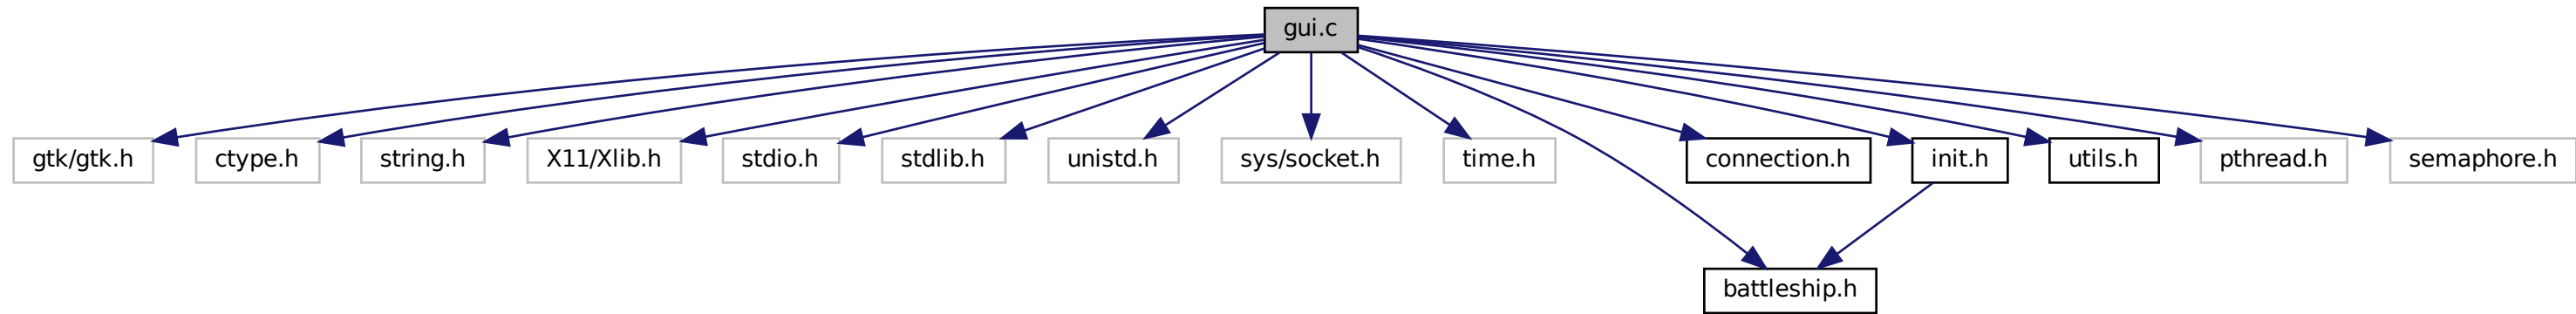 gui.c
gtk/gtk.h
ctype.h
string.h
X11/Xlib.h
stdio.h
stdlib.h
unistd.h
sys/socket.h
time.h
connection.h
init.h
utils.h
pthread.h
semaphore.h
battleship.h